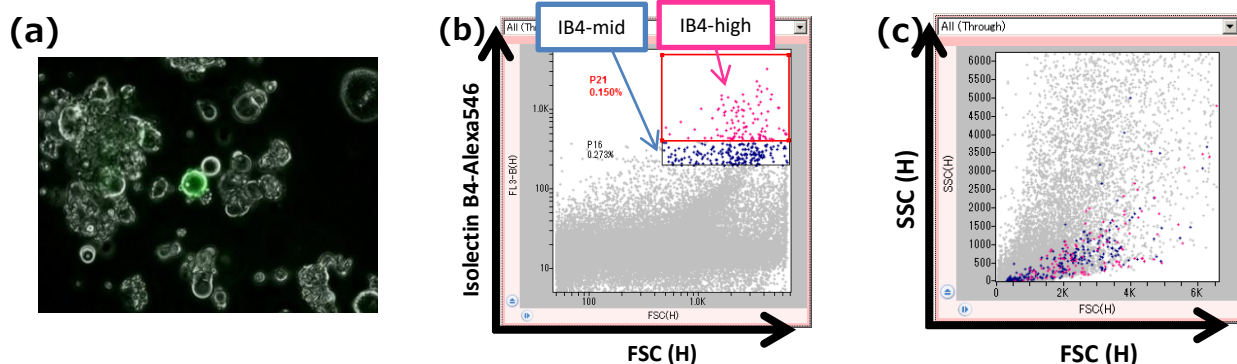 (a)
(b)
IB4-mid
IB4-high
All (Th
Isolectin B4-Alexa546
FL3-B(H)
P21
0.150%
P16
0.273%
1.0K
100
10
100
1.0K
FSC(H)
FSC (H)
(c)
All (Through)
SSC (H)
SSC(H)
6000
5500
5000
4500
4000
3500
3000
2500
2000
1500
1000
500
0
0
2K
4K
6K
FSC(H)
FSC (H)